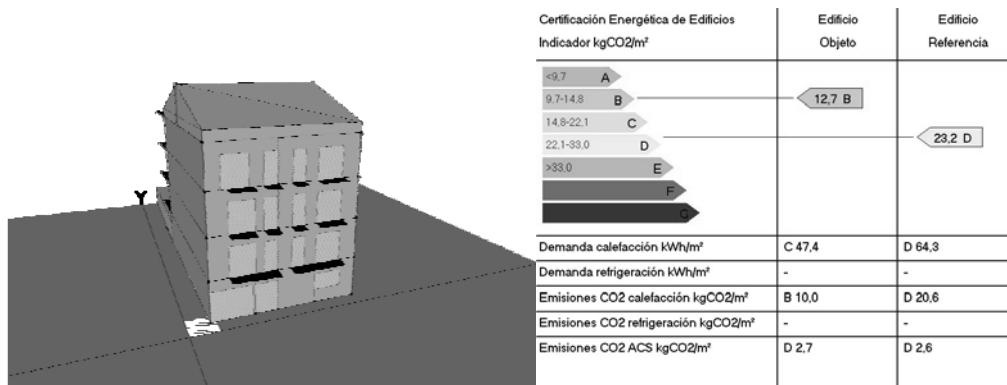 Y
Certificación Energética de Edificios
Indicador kgCO2/m²
Edificio
Objeto
Edificio
Referencia
<9,7 A
9,7-14,8 B
14,8-22,1 C
22,1-33,0 D
>33,0 E
F
G
12,7 B
23,2 D
Demanda calefacción kWh/m² C 47,4 D 64,3
Demanda refrigeración kWh/m² - -
Emisiones CO2 calefacción kgCO2/m² B 10,0 D 20,6
Emisiones CO2 refrigeración kgCO2/m² - -
Emisiones CO2 ACS kgCO2/m² D 2,7 D 2,6